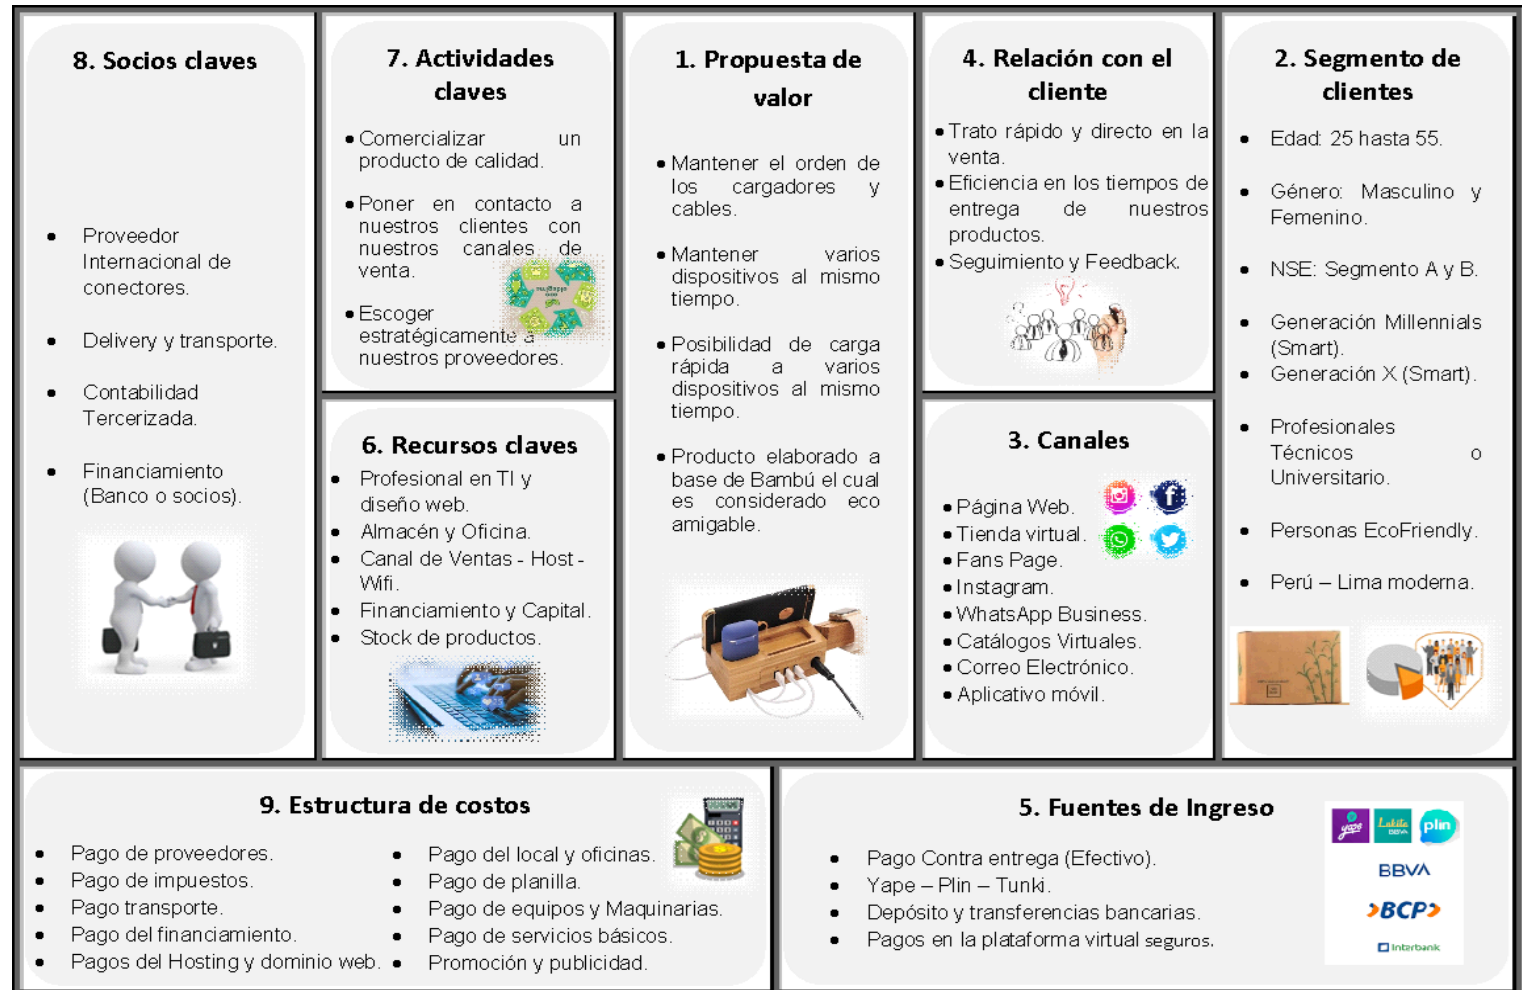 8. Socios claves
Proveedor
Internacional de
conectores.
Delivery y transporte.
Contabilidad
Tercerizada.
Financiamiento
(Banco o socios).
7. Actividades
claves
Comercializar un
producto de calidad.
Poner en contacto a
nuestros clientes con
nuestros canales de
venta.
Escoger
estratégicamente a
nuestros proveedores.
6. Recursos claves
Profesional en TI y
diseño web.
Almacén y Oficina.
Canal de Ventas - Host -
Wifi.
Financiamiento y Capital.
Stock de productos.
1. Propuesta de
valor
Mantener el orden de
los cargadores y
cables.
Mantener varios
dispositivos al mismo
tiempo.
Posibilidad de carga
rápida a varios
dispositivos al mismo
tiempo.
Producto elaborado a
base de Bambú el cual
es considerado eco
amigable.
4. Relación con el
cliente
Trato rápido y directo en la
venta.
Eficiencia en los tiempos de
entrega de nuestros
productos.
Seguimiento y Feedback.
3. Canales
Página Web.
Tienda virtual.
Fans Page.
Instagram.
WhatsApp Business.
Catálogos Virtuales.
Correo Electrónico.
Aplicativo móvil.
2. Segmento de
clientes
Edad: 25 hasta 55.
Género: Masculino y
Femenino.
NSE: Segmento A y B.
Generación Millennials
(Smart).
Generación X (Smart).
Profesionales
Técnicos o
Universitario.
Personas EcoFriendly.
Perú – Lima moderna.
9. Estructura de costos
Pago de proveedores.
Pago de impuestos.
Pago transporte.
Pago del financiamiento.
Pagos del Hosting y dominio web.
Pago del local y oficinas.
Pago de planilla.
Pago de equipos y Maquinarias.
Pago de servicios básicos.
Promoción y publicidad.
5. Fuentes de Ingreso
Pago Contra entrega (Efectivo).
Yape – Plin – Tunki.
Depósito y transferencias bancarias.
Pagos en la plataforma virtual seguros.
yape
Lukita
BBVA
plin
BBVA
BCP
Interbank